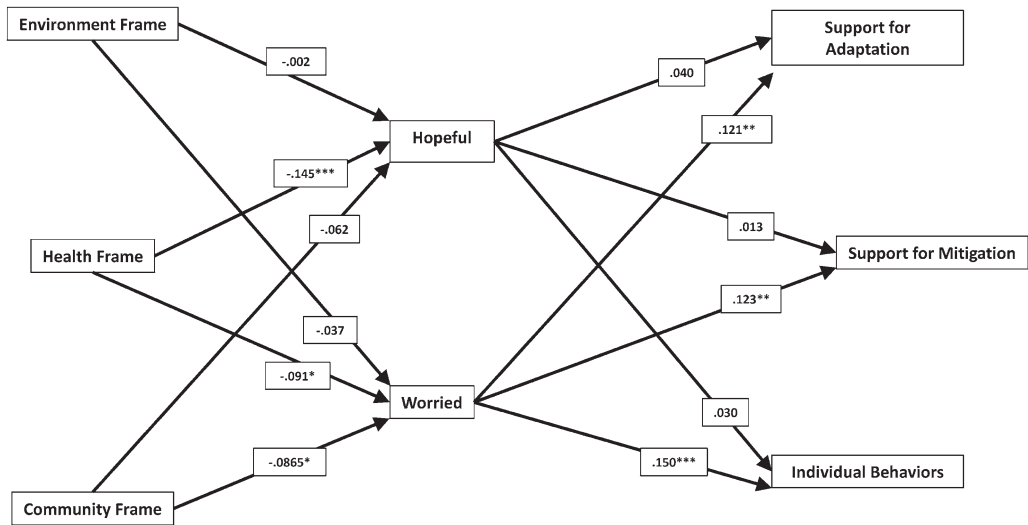 Environment Frame
Support for
Adaptation
-.002
.040
.121**
Hopeful
-.145***
-.062
.013
Health Frame
Support for Mitigation
.123**
-.037
-.091*
Worried
.030
-.0865*
.150***
Individual Behaviors
Community Frame